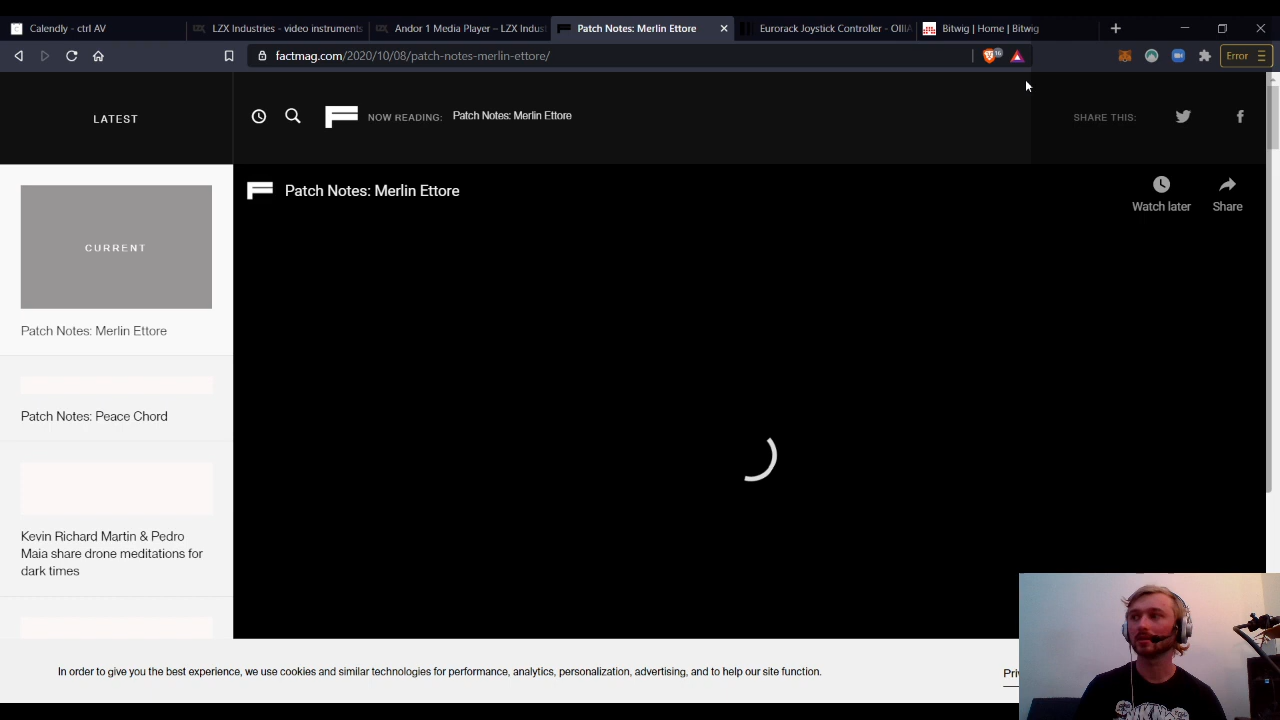 Calendly - ctrl AV
LZX Industries - video instruments
Andor 1 Media Player – LZX Indus
Patch Notes: Merlin Ettore
Eurorack Joystick Controller - OIIIA
Bitwig | Home | Bitwig
factmag.com/2020/10/08/patch-notes-merlin-ettore/
16
Error
LATEST
NOW READING:
Patch Notes: Merlin Ettore
SHARE THIS:
Patch Notes: Merlin Ettore
Watch later
Share
CURRENT
Patch Notes: Merlin Ettore
Patch Notes: Peace Chord
Kevin Richard Martin & Pedro
Maia share drone meditations for
dark times
In order to give you the best experience, we use cookies and similar technologies for performance, analytics, personalization, advertising, and to help our site function.